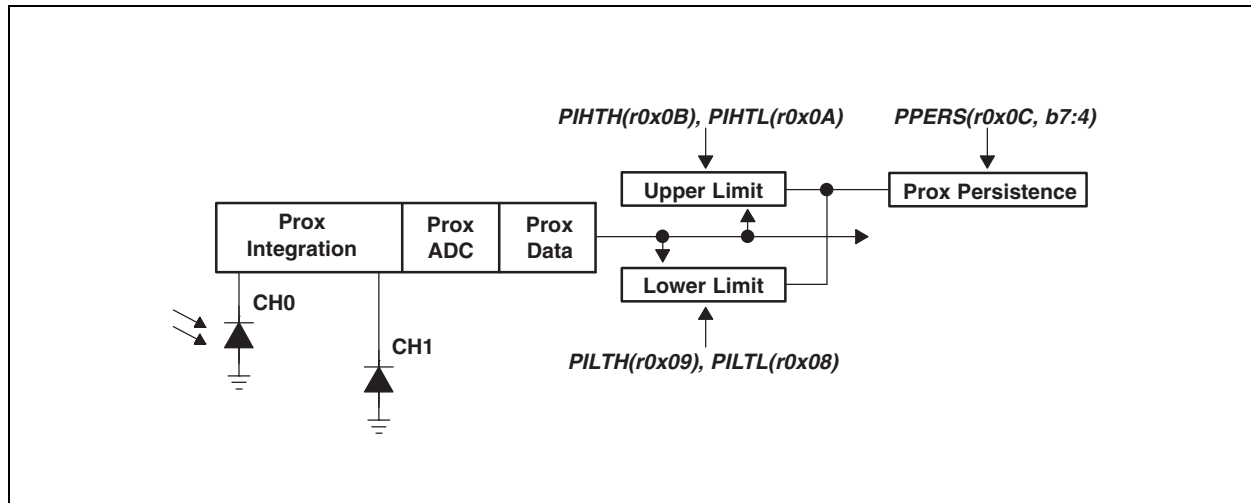 PIHTH(r0x0B), PIHTL(r0x0A)
PPERS(r0x0C, b7:4)
Upper Limit
Prox Persistence
Prox
Integration
Prox
ADC
Prox
Data
Lower Limit
CH0
CH1
PILTH(r0x09), PILTL(r0x08)